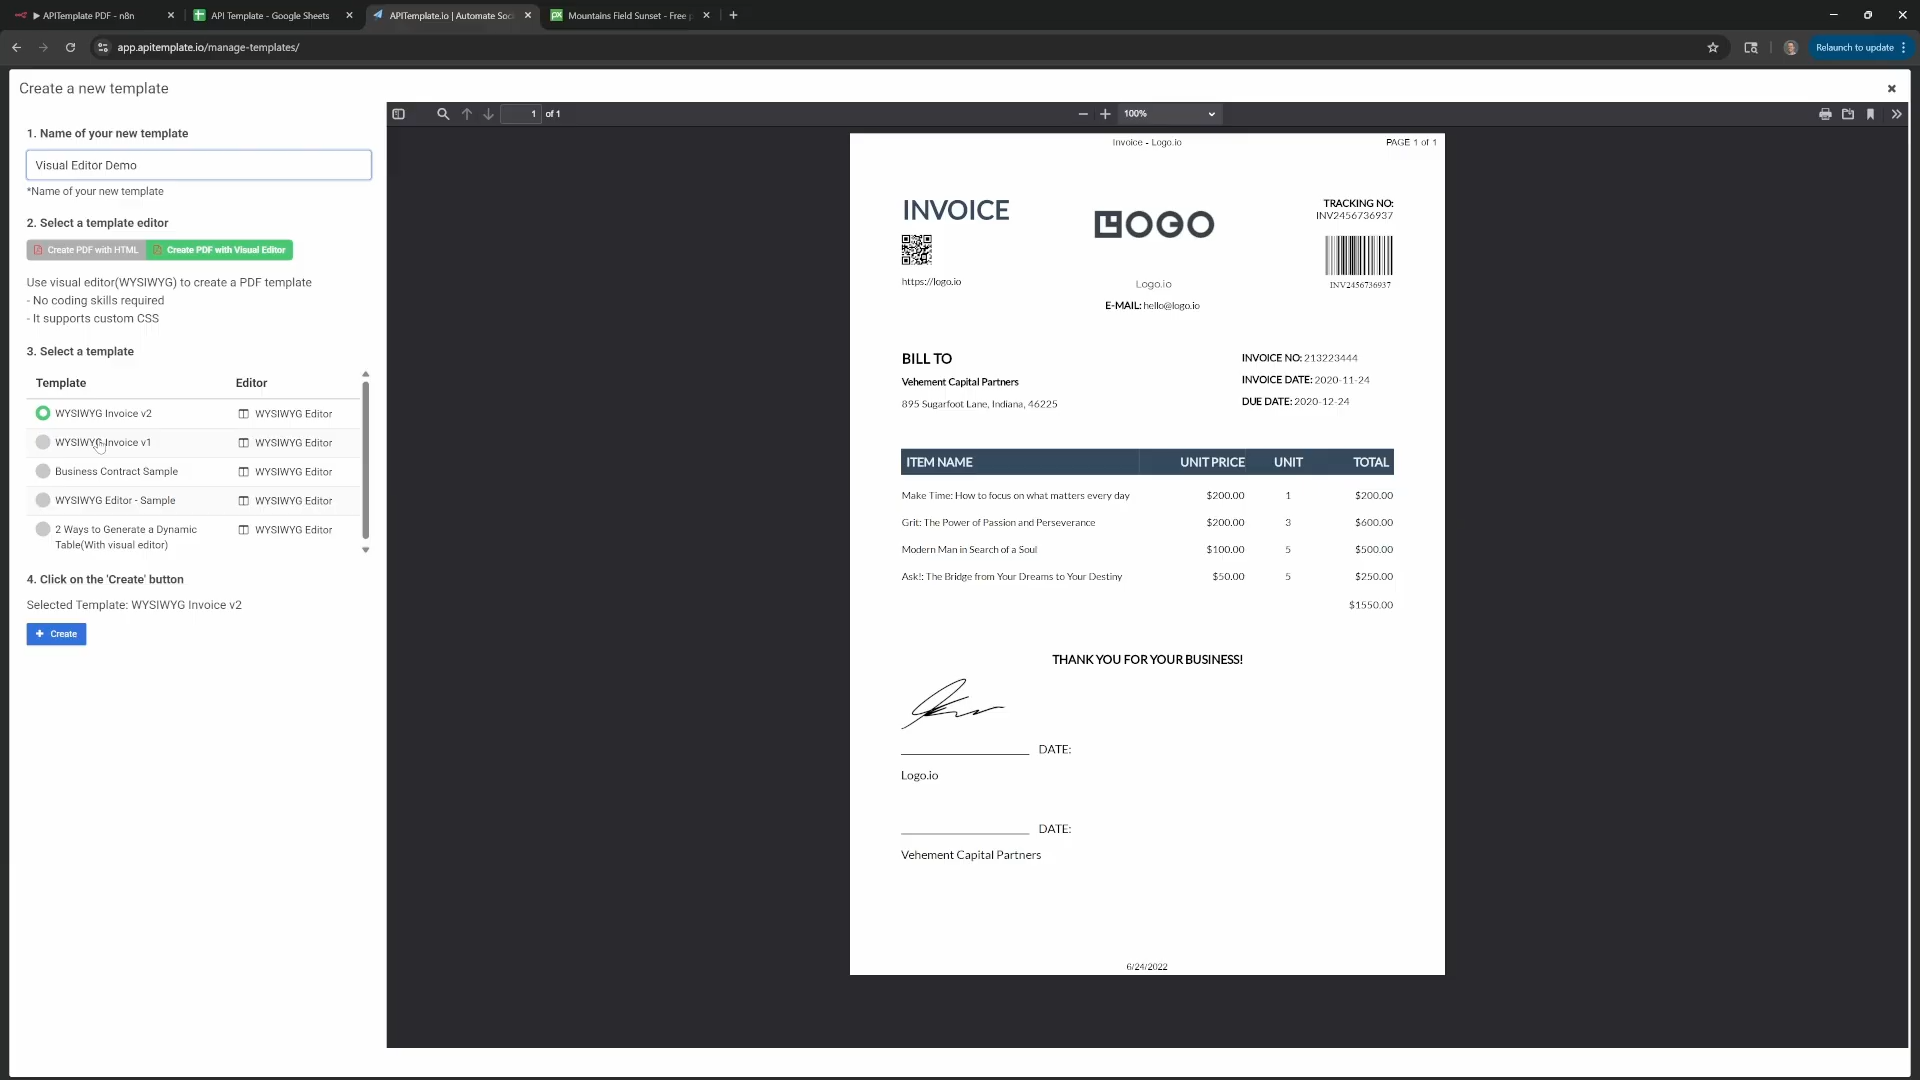 APITemplate PDF - n8n
API Template - Google Sheets
APITemplate.io | Automate Soc
Mountains Field Sunset - Free p
app.apitemplate.io/manage-templates/
Relaunch to update
Create a new template
1. Name of your new template
Visual Editor Demo
*Name of your new template
2. Select a template editor
Create PDF with HTML
Create PDF with Visual Editor
Use visual editor(WYSIWYG) to create a PDF template
- No coding skills required
- It supports custom CSS
3. Select a template
Template Editor
WYSIWYG Invoice v2 WYSIWYG Editor
WYSIWYG Invoice v1 WYSIWYG Editor
Business Contract Sample WYSIWYG Editor
WYSIWYG Editor - Sample WYSIWYG Editor
2 Ways to Generate a Dynamic WYSIWYG Editor
Table(With visual editor)
4. Click on the 'Create' button
Selected Template: WYSIWYG Invoice v2
+ Create
1 of 1
100%
Invoice - Logo.io
PAGE 1 of 1
INVOICE
https://logo.io
LOGO
Logo.io
E-MAIL: hello@logo.io
TRACKING NO:
INV2456736937
INV2456736937
BILL TO
Vehement Capital Partners
895 Sugarfoot Lane, Indiana, 46225
INVOICE NO: 213223444
INVOICE DATE: 2020-11-24
DUE DATE: 2020-12-24
ITEM NAME UNIT PRICE UNIT TOTAL
Make Time: How to focus on what matters every day $200.00 1 $200.00
Grit: The Power of Passion and Perseverance $200.00 3 $600.00
Modern Man in Search of a Soul $100.00 5 $500.00
Ask!: The Bridge from Your Dreams to Your Destiny $50.00 5 $250.00
$1550.00
THANK YOU FOR YOUR BUSINESS!
DATE:
Logo.io
DATE:
Vehement Capital Partners
6/24/2022